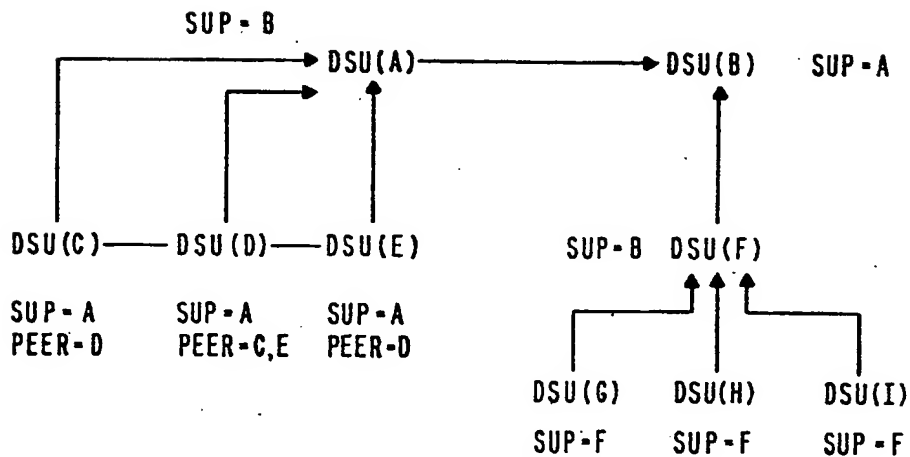 SUP=B
DSU(A) DSU(B) SUP=A
DSU(C) DSU(D) DSU(E) SUP=B DSU(F)
SUP=A SUP=A SUP=A
PEER=D PEER=C,E PEER=D
DSU(G) DSU(H) DSU(I)
SUP=F SUP=F SUP=F